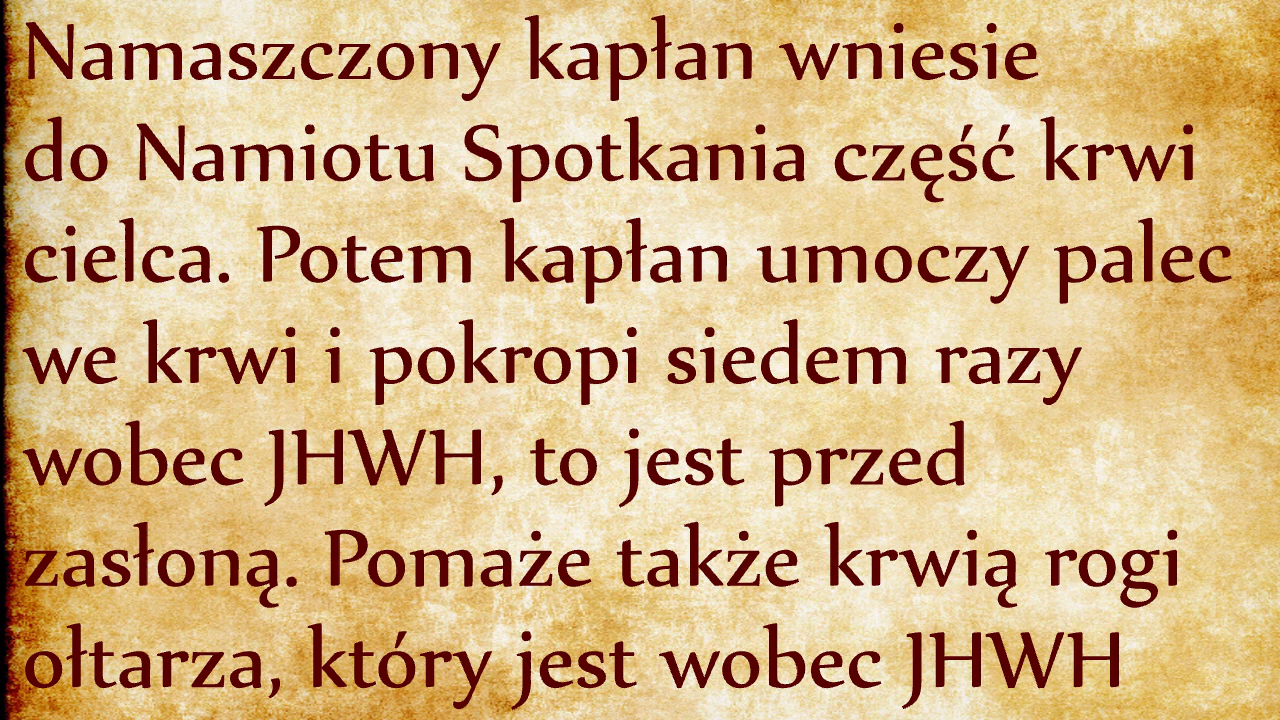 Namaszczony kapłan wniesie
do Namiotu Spotkania część krwi
cielca. Potem kapłan umoczy palec
we krwi i pokropi siedem razy
wobec JHWH, to jest przed
zasłoną. Pomaże także krwią rogi
ołtarza, który jest wobec JHWH